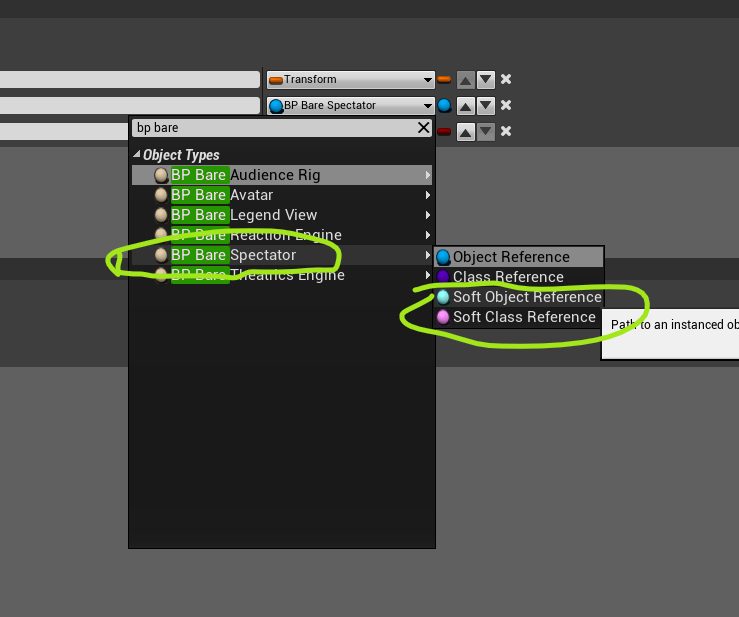 Transform
BP Bare Spectator
bp bare
Object Types
BP Bare Audience Rig
BP Bare Avatar
BP Bare Legend View
BP Bare Reaction Engine
BP Bare Spectator
BP Bare Theatrics Engine
Object Reference
Class Reference
Soft Object Reference
Soft Class Reference
Path to an instanced ob